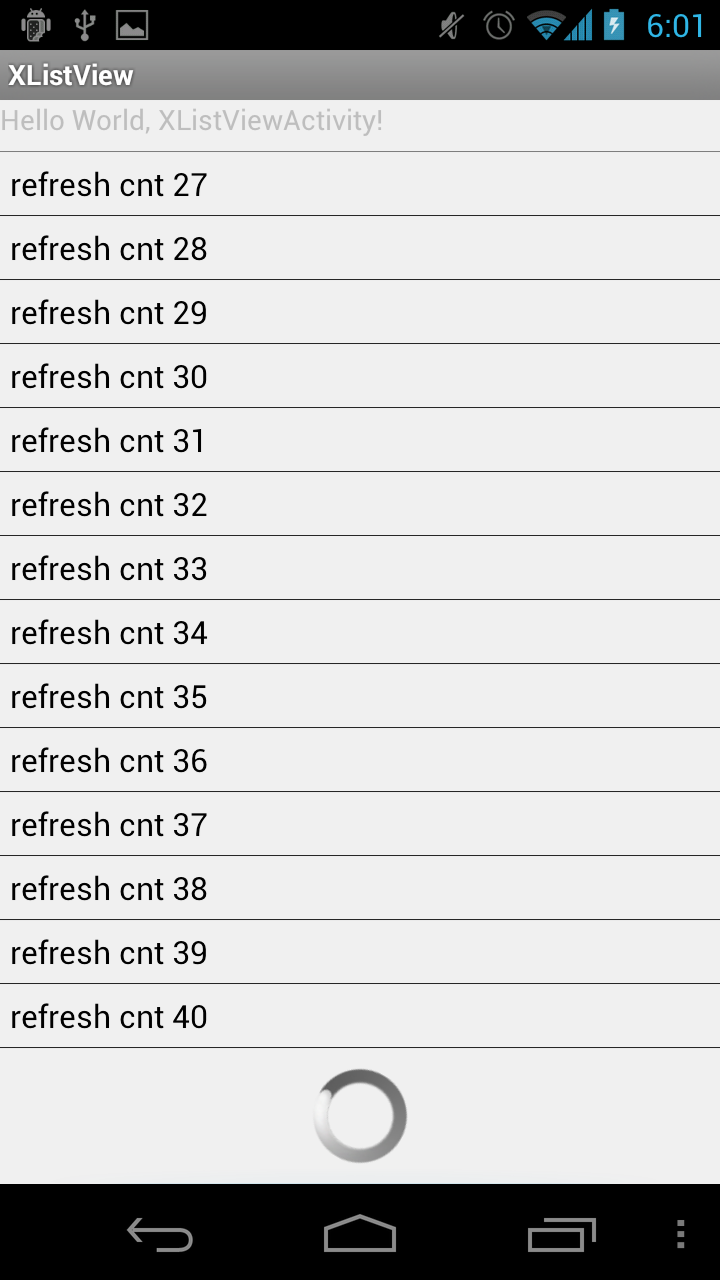 6:01
XListView
Hello World, XListViewActivity!
refresh cnt 27
refresh cnt 28
refresh cnt 29
refresh cnt 30
refresh cnt 31
refresh cnt 32
refresh cnt 33
refresh cnt 34
refresh cnt 35
refresh cnt 36
refresh cnt 37
refresh cnt 38
refresh cnt 39
refresh cnt 40